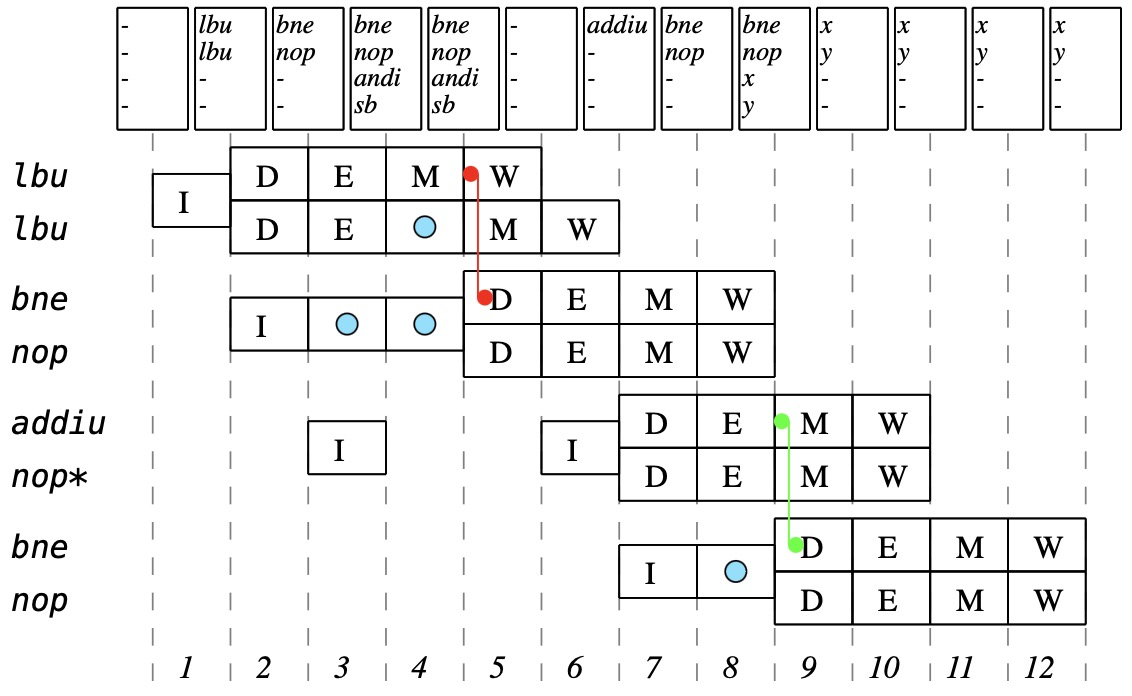 - lbu bne bne bne - addiu bne bne x x x x
- lbu nop nop nop - - nop nop y y y y
- - - andi andi - - - x - - - -
- - - sb sb - - - y - - - -
lbu I D E M W
lbu D E M W
bne I D E M W
nop D E M W
addiu I I D E M W
nop* D E M W
bne I D E M W
nop D E M W
1 2 3 4 5 6 7 8 9 10 11 12